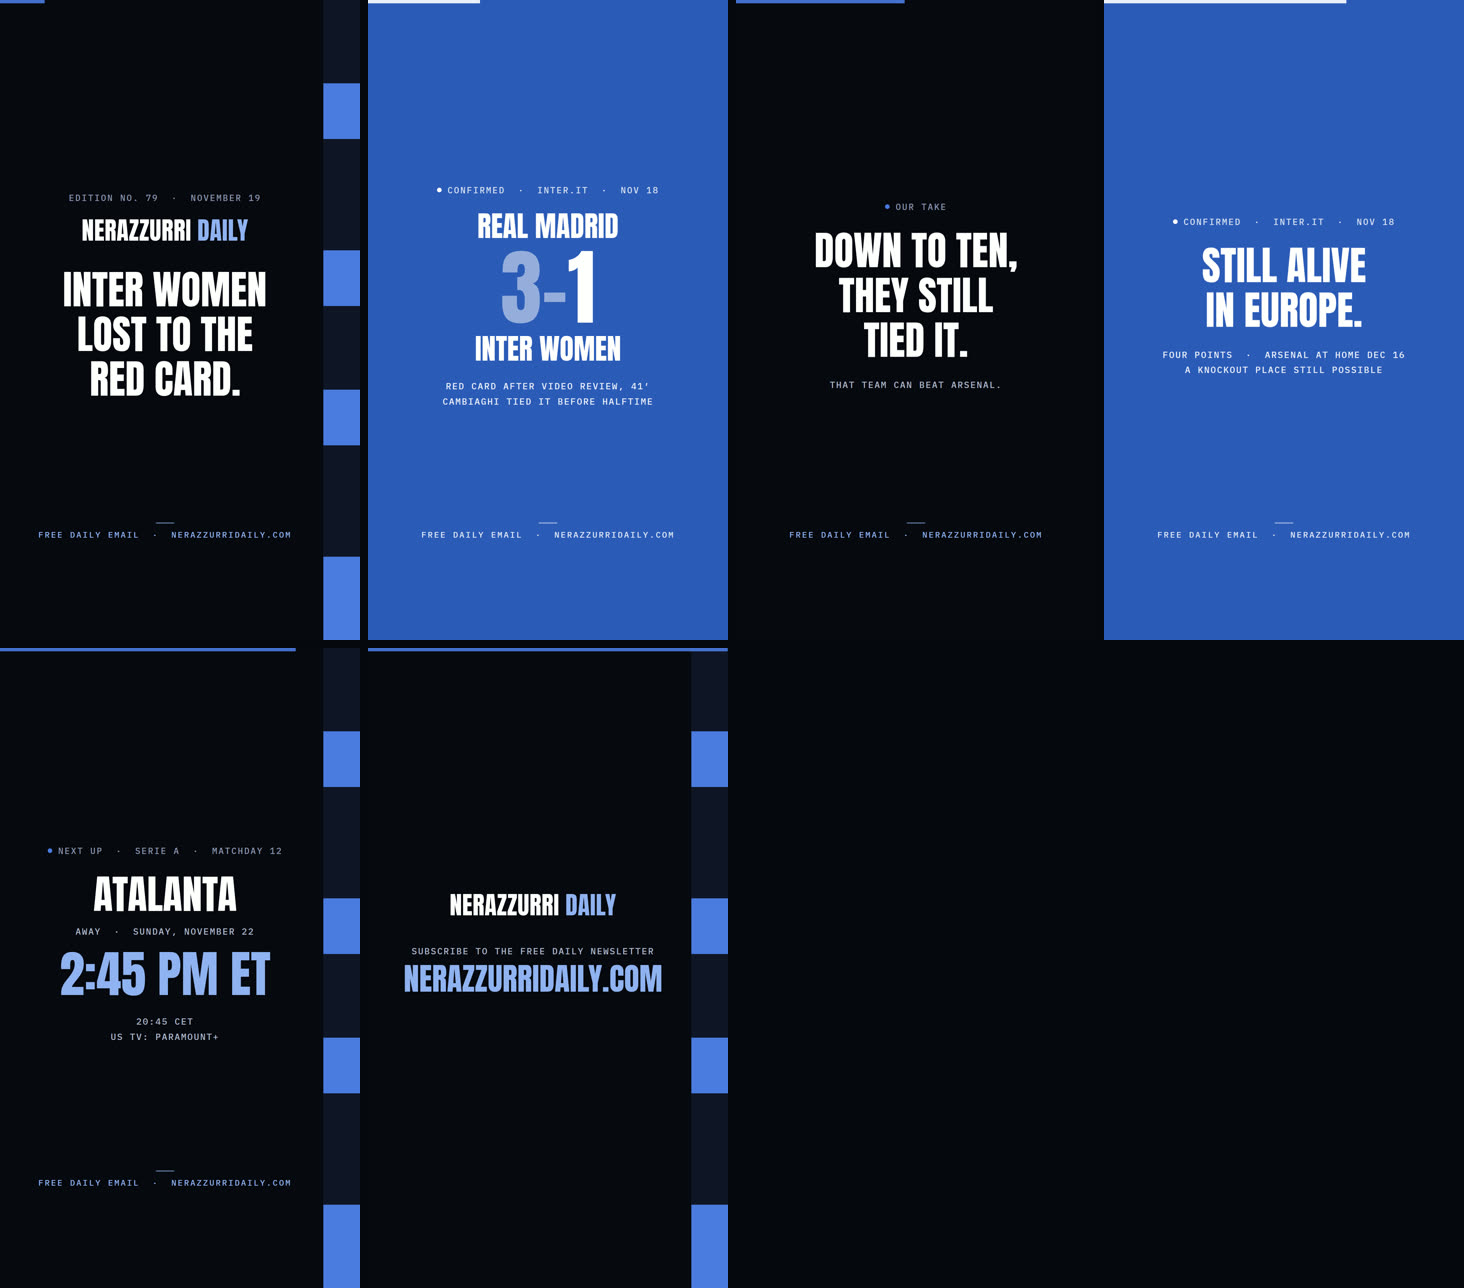 EDITION NO. 79 · NOVEMBER 19
NERAZZURRI DAILY
INTER WOMEN
LOST TO THE
RED CARD.
FREE DAILY EMAIL · NERAZZURRIDAILY.COM
CONFIRMED · INTER.IT · NOV 18
REAL MADRID
3-1
INTER WOMEN
RED CARD AFTER VIDEO REVIEW, 41'
CAMBIAGHI TIED IT BEFORE HALFTIME
FREE DAILY EMAIL · NERAZZURRIDAILY.COM
OUR TAKE
DOWN TO TEN,
THEY STILL
TIED IT.
THAT TEAM CAN BEAT ARSENAL.
FREE DAILY EMAIL · NERAZZURRIDAILY.COM
CONFIRMED · INTER.IT · NOV 18
STILL ALIVE
IN EUROPE.
FOUR POINTS · ARSENAL AT HOME DEC 16
A KNOCKOUT PLACE STILL POSSIBLE
FREE DAILY EMAIL · NERAZZURRIDAILY.COM
NEXT UP · SERIE A · MATCHDAY 12
ATALANTA
AWAY · SUNDAY, NOVEMBER 22
2:45 PM ET
20:45 CET
US TV: PARAMOUNT+
FREE DAILY EMAIL · NERAZZURRIDAILY.COM
NERAZZURRI DAILY
SUBSCRIBE TO THE FREE DAILY NEWSLETTER
NERAZZURRIDAILY.COM